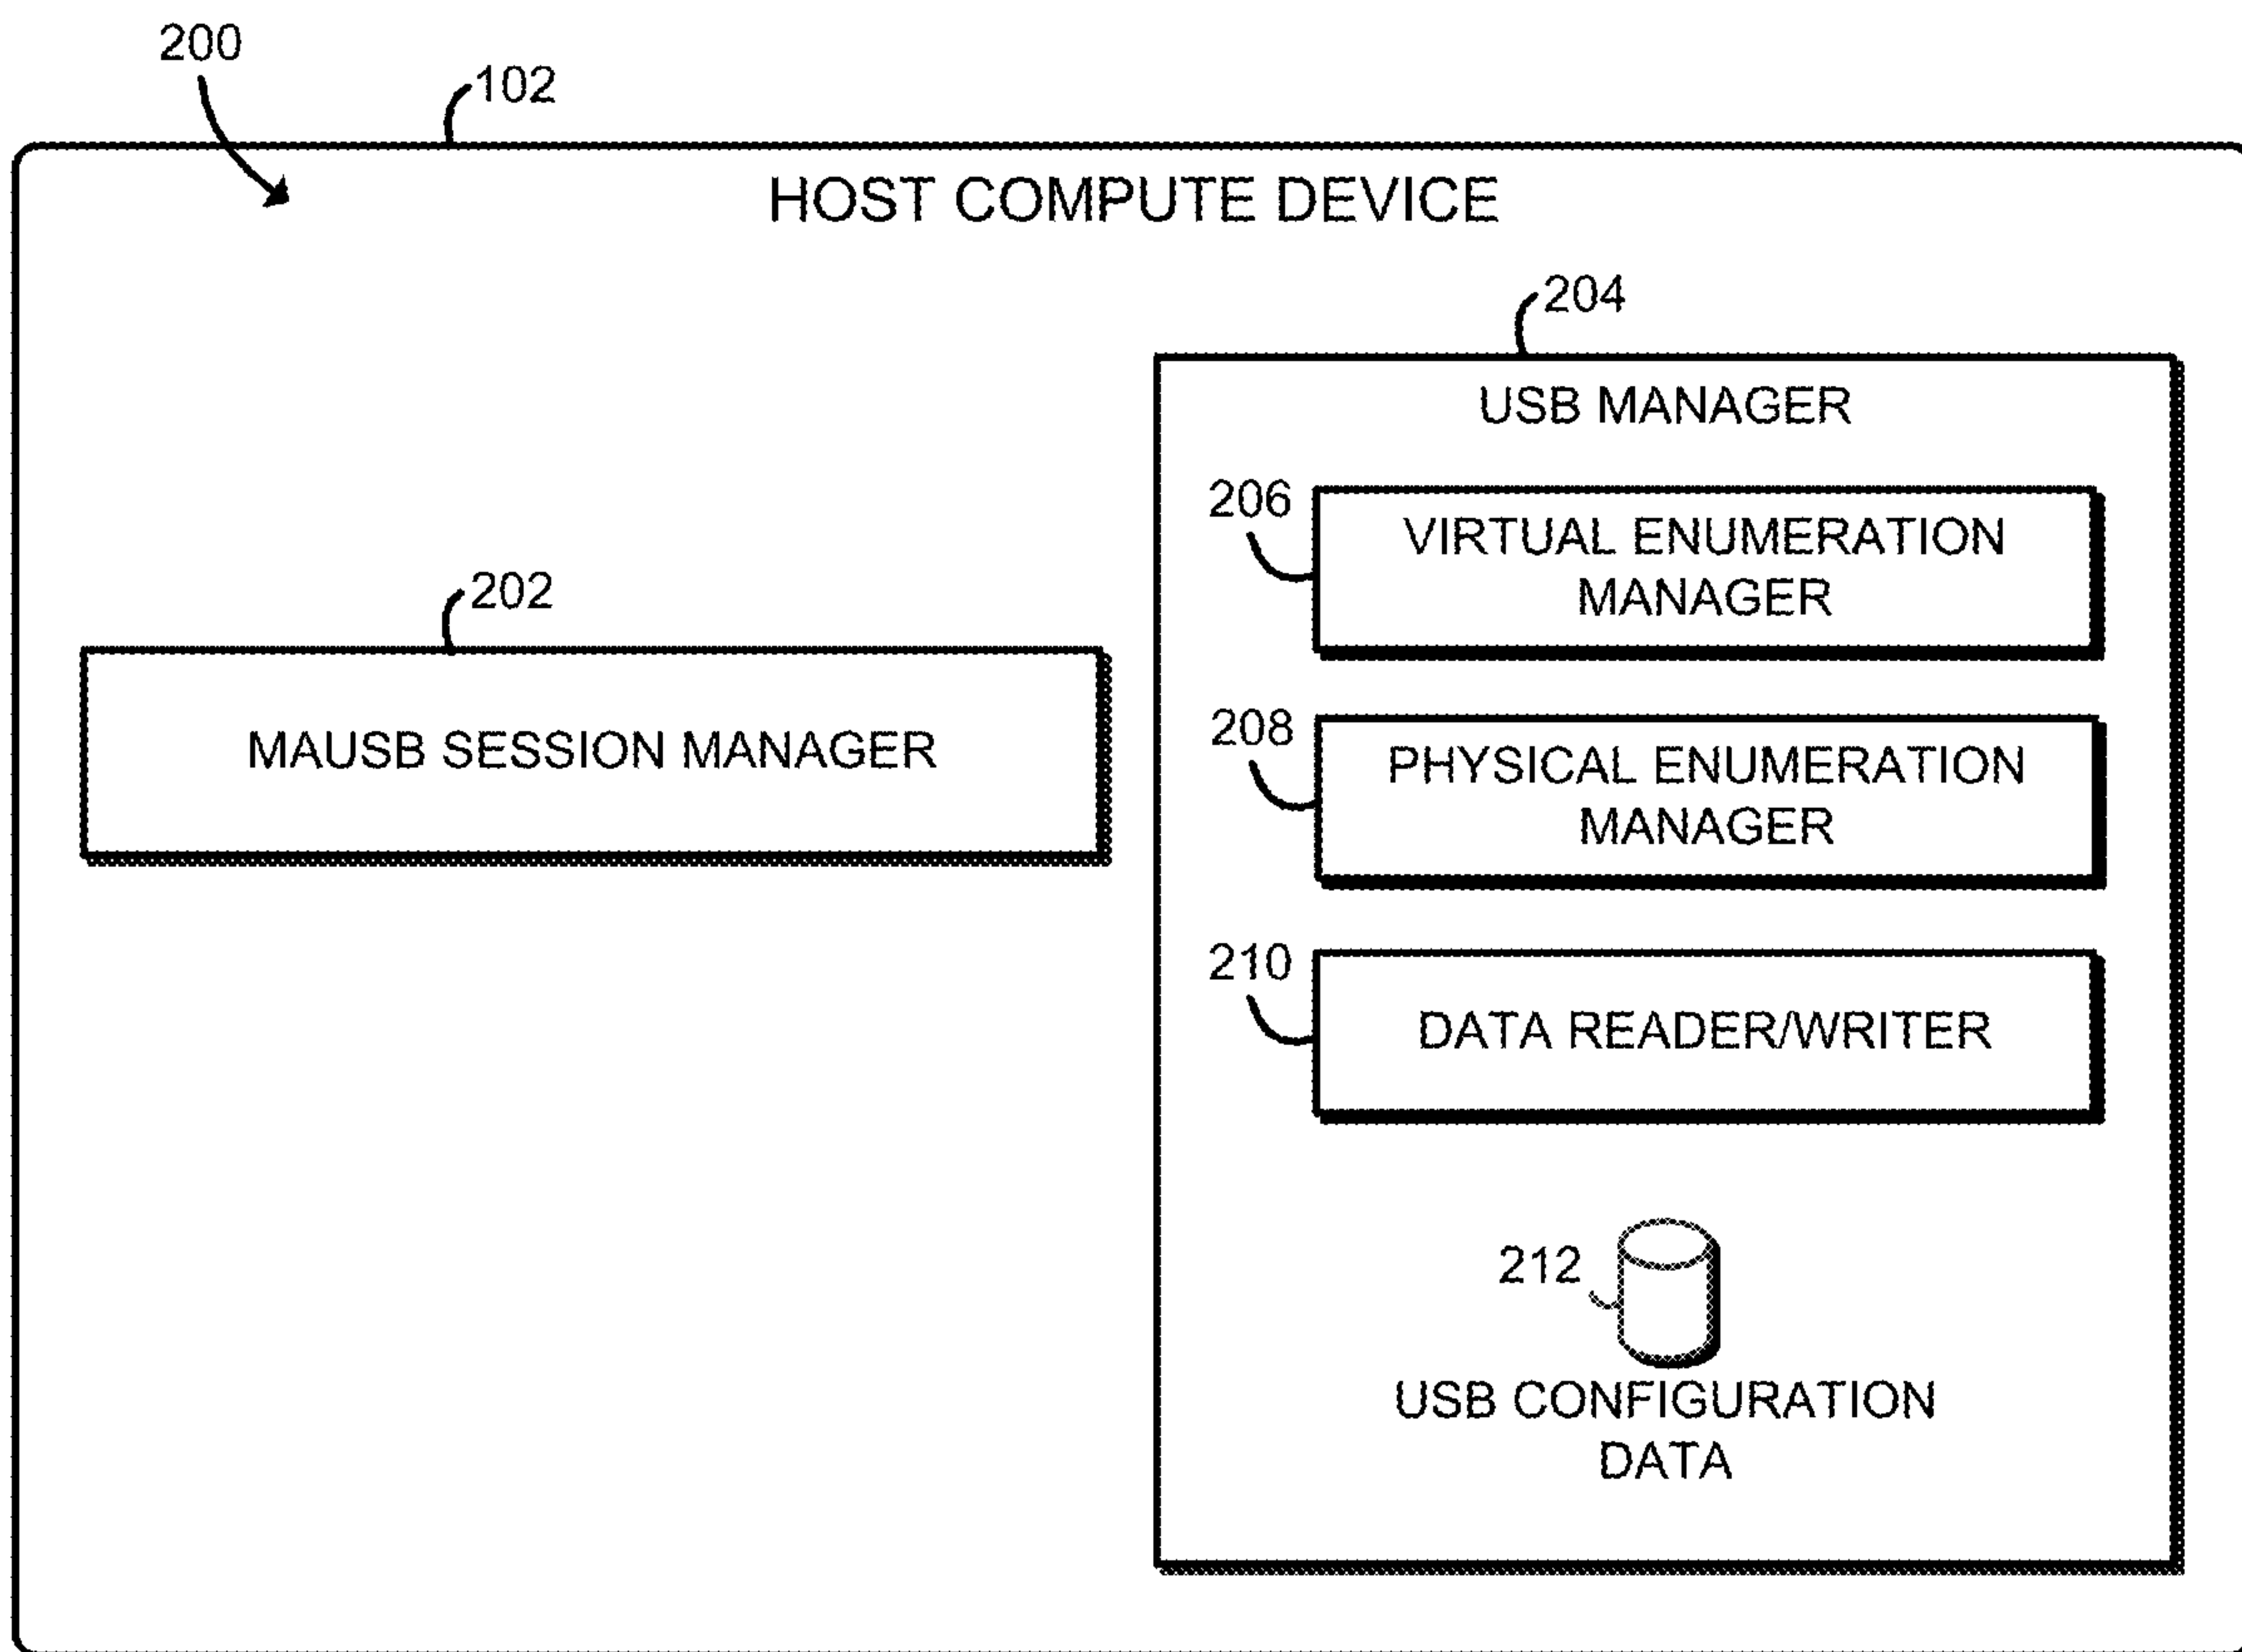 200
102
HOST COMPUTE DEVICE
204
USB MANAGER
206
VIRTUAL ENUMERATION
MANAGER
202
MAUSB SESSION MANAGER
208
PHYSICAL ENUMERATION
MANAGER
210
DATA READER/WRITER
212
USB CONFIGURATION
DATA